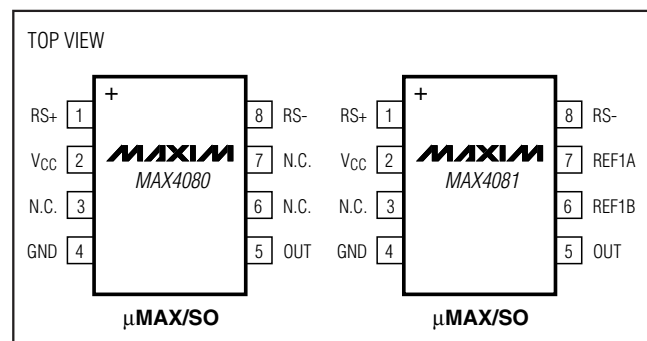 TOP VIEW
+
RS+ 1
8 RS-
VCC 2
7 N.C.
N.C. 3
6 N.C.
GND 4
5 OUT
MAXIM
MAX4080
µMAX/SO
+
RS+ 1
8 RS-
VCC 2
7 REF1A
N.C. 3
6 REF1B
GND 4
5 OUT
MAXIM
MAX4081
µMAX/SO